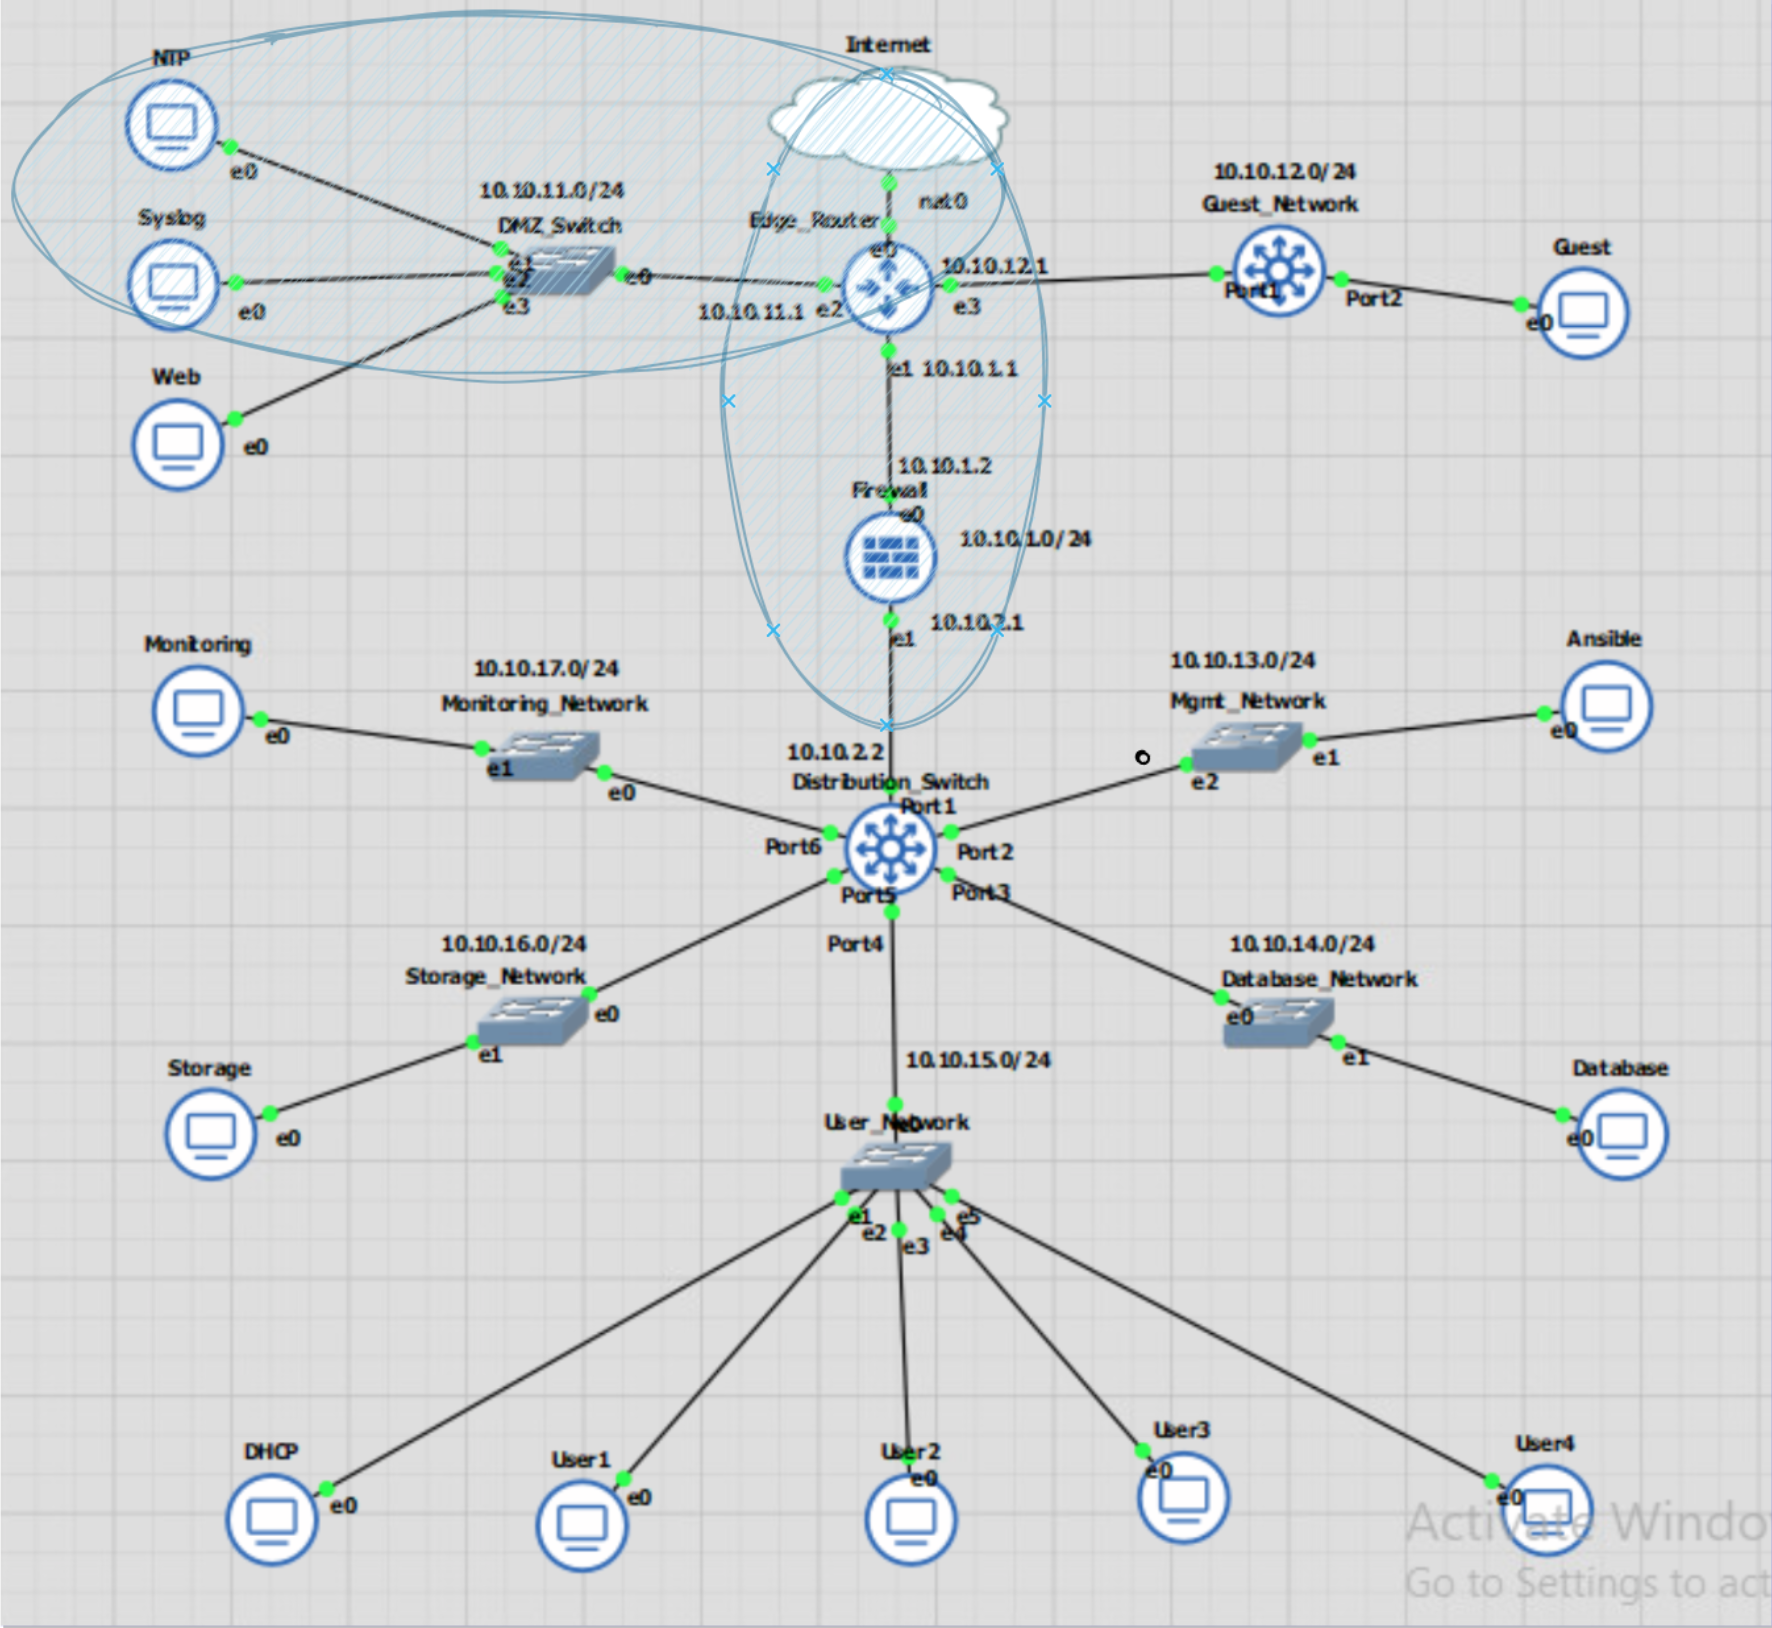 Internet
NTP
e0
10.10.11.0/24
DMZ_Switch
nat0
Edge_Router
e0
10.10.12.0/24
Guest_Network
Guest
Syslog
e0
e1
e2
e3
e0
10.10.11.1
e2
10.10.12.1
e3
Port1
Port2
e0
Web
e0
e1 10.10.1.1
10.10.1.2
Firewall
e0
10.10.1.0/24
10.10.2.1
e1
Monitoring
e0
10.10.17.0/24
Monitoring_Network
e1
e0
10.10.13.0/24
Mgmt_Network
e2
e1
Ansible
e0
10.10.2.2
Distribution_Switch
Port1
Port6
Port2
Port5
Port3
Port4
10.10.16.0/24
Storage_Network
e0
e1
Storage
e0
10.10.14.0/24
Database_Network
e0
e1
Database
e0
10.10.15.0/24
User_Network
e0
e1
e2
e3
e4
e5
DHCP
e0
User1
e0
User2
e0
User3
e0
User4
e0
Activate Windo
Go to Settings to act